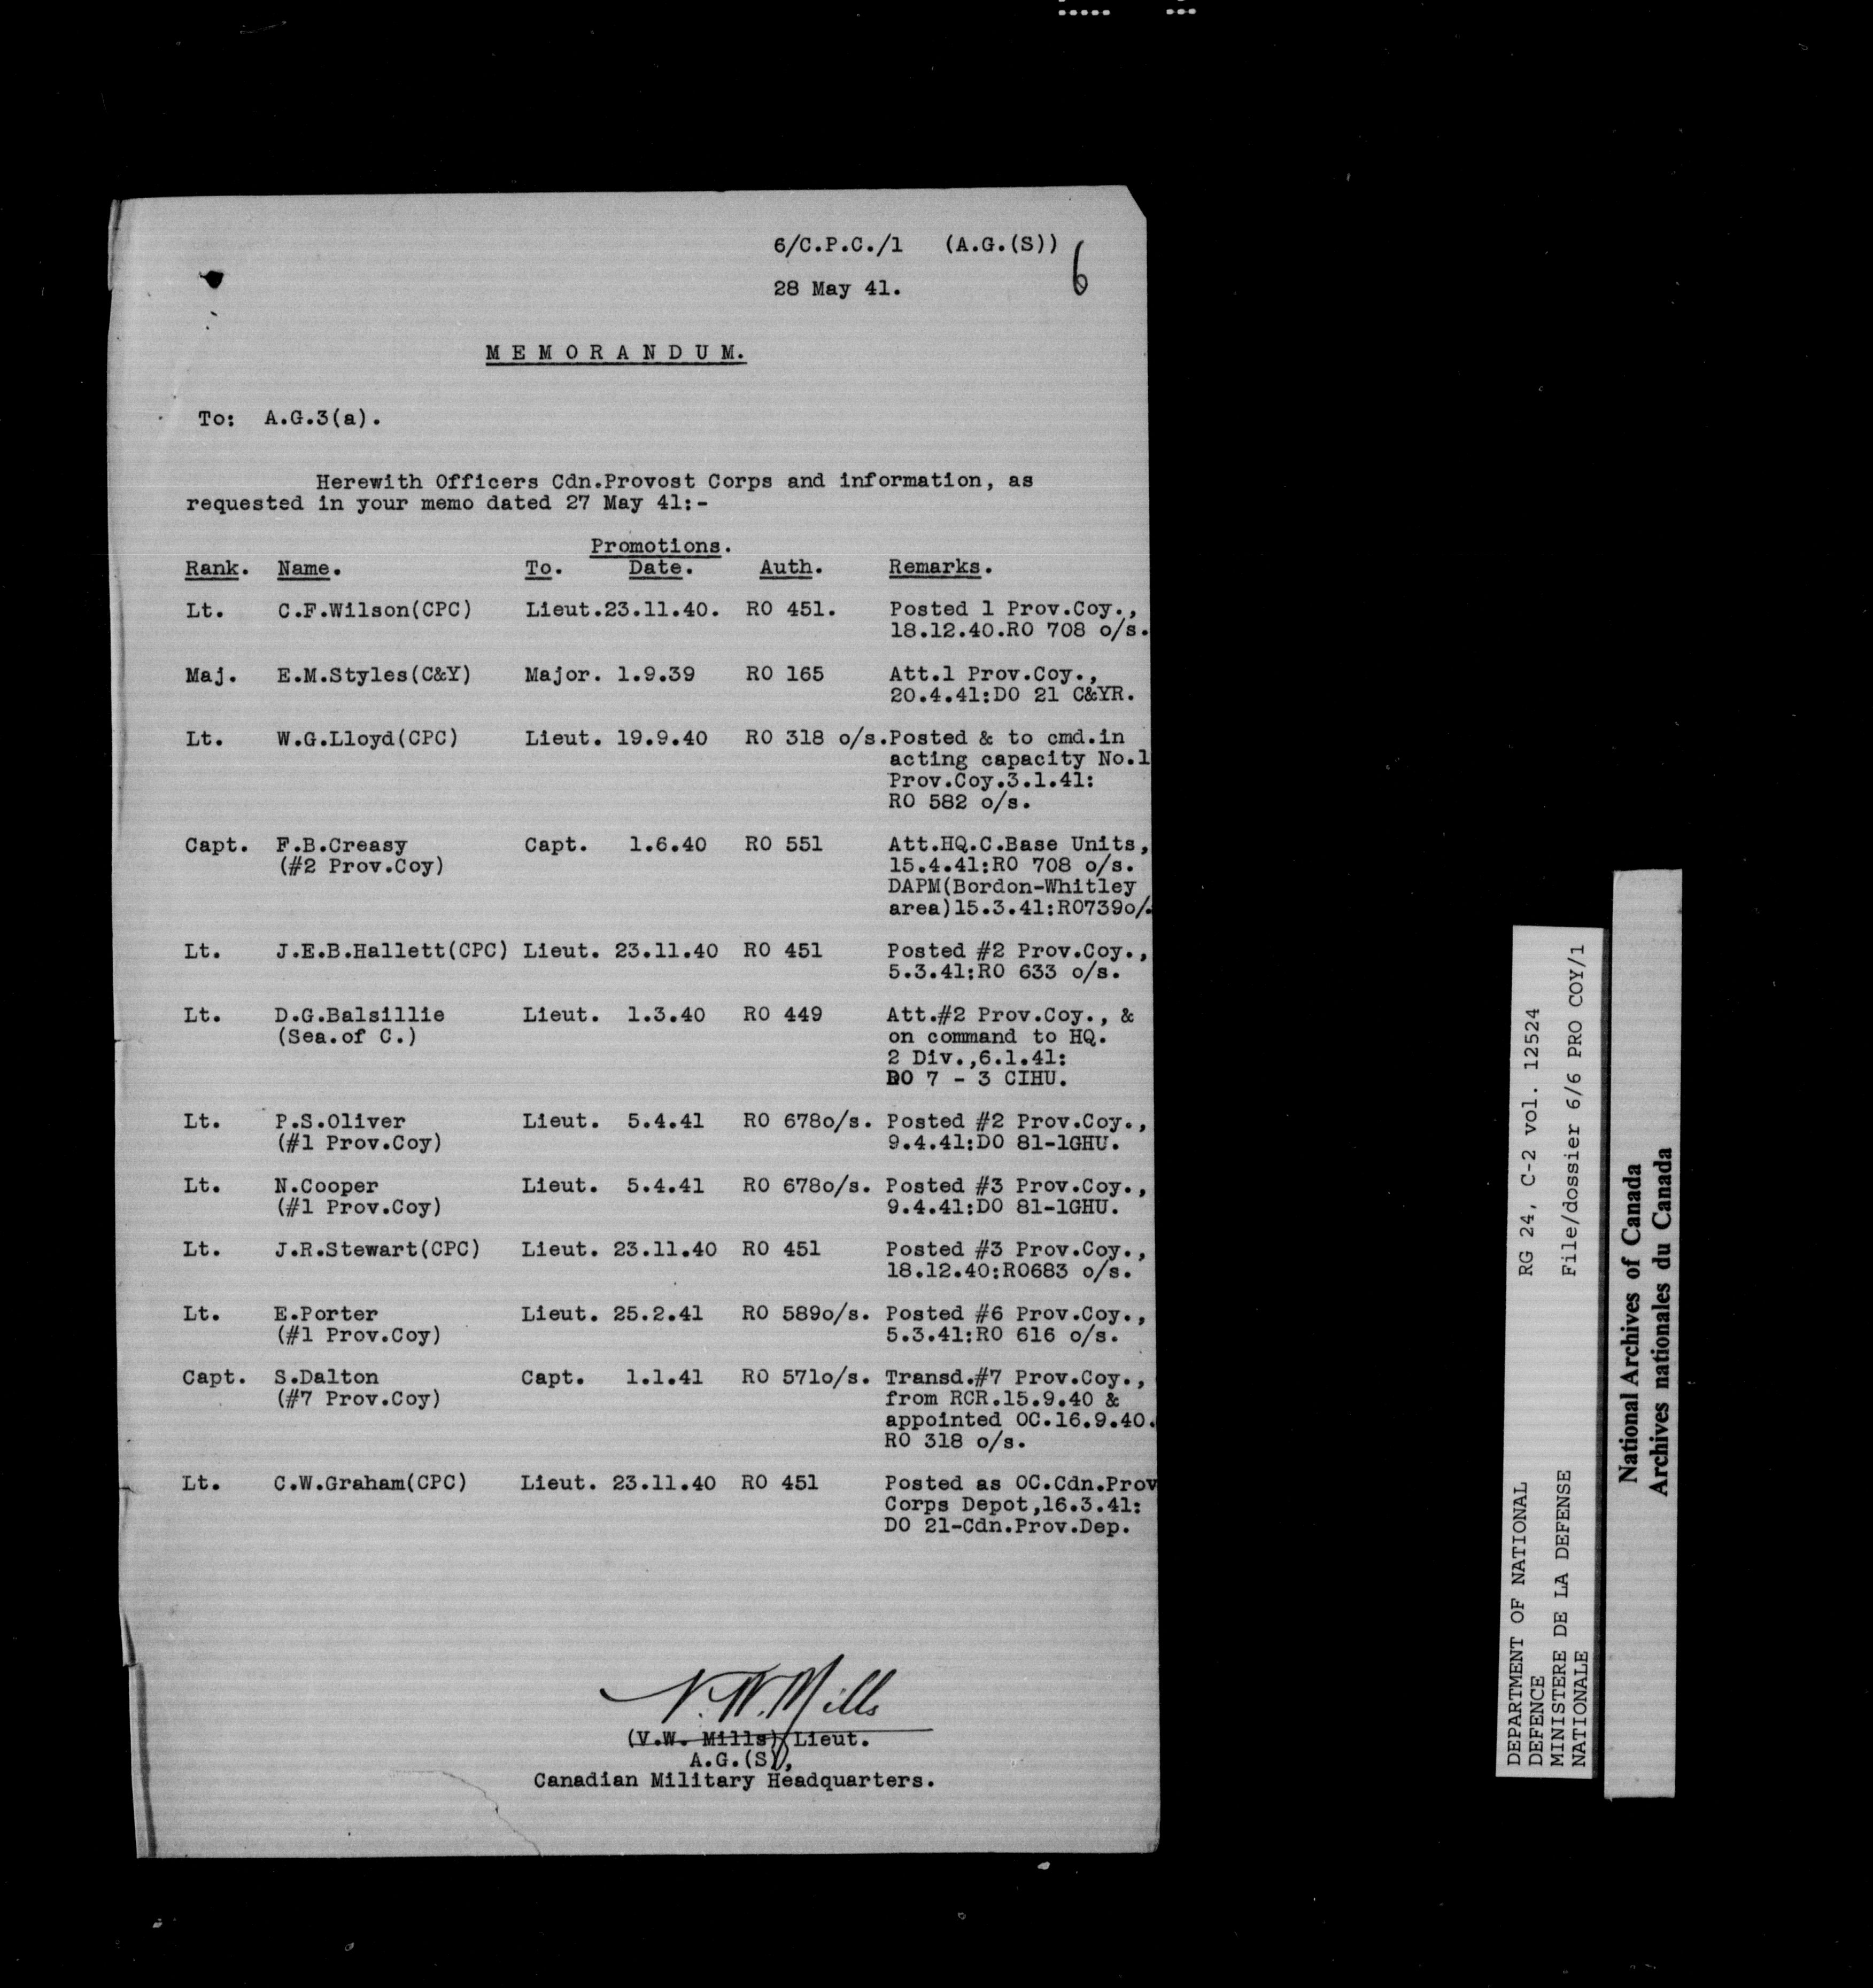 6/C.P.C./1 (A.G.(S))
6
28 May 41.
MEMORANDUM.
To: A.G.3(a).
Herewith Officers Cdn.Provost Corps and information, as
requested in your memo dated 27 May 41:-
Promotions.
Rank. Name. To. Date. Auth. Remarks.
Lt. C.F.Wilson(CPC) Lieut.23.11.40. RO 451. Posted 1 Prov.Coy.,
18.12.40.RO 708 o/s.
Maj. E.M.Styles(C&Y) Major. 1.9.39 RO 165 Att.1 Prov.Coy.,
20.4.41:DO 21 C&YR.
Lt. W.G.Lloyd(CPC) Lieut. 19.9.40 RO 318 o/s.Posted & to cmd.in
acting capacity No.1
Prov.Coy.3.1.41:
RO 582 o/s.
Capt. F.B.Creasy Capt. 1.6.40 RO 551 Att.HQ.C.Base Units,
(#2 Prov.Coy) 15.4.41:RO 708 o/s.
DAPM(Bordon-Whitley
area)15.3.41:RO739o/.
Lt. J.E.B.Hallett(CPC) Lieut. 23.11.40 RO 451 Posted #2 Prov.Coy.,
5.3.41:RO 633 o/s.
Lt. D.G.Balsillie Lieut. 1.3.40 RO 449 Att.#2 Prov.Coy., &
(Sea.of C.) on command to HQ.
2 Div.,6.1.41:
DO 7 - 3 CIHU.
Lt. P.S.Oliver Lieut. 5.4.41 RO 678o/s. Posted #2 Prov.Coy.,
(#1 Prov.Coy) 9.4.41:DO 81-1GHU.
Lt. N.Cooper Lieut. 5.4.41 RO 678o/s. Posted #3 Prov.Coy.,
(#1 Prov.Coy) 9.4.41:DO 81-1GHU.
Lt. J.R.Stewart(CPC) Lieut. 23.11.40 RO 451 Posted #3 Prov.Coy.,
18.12.40:RO683 o/s.
Lt. E.Porter Lieut. 25.2.41 RO 589o/s. Posted #6 Prov.Coy.,
(#1 Prov.Coy) 5.3.41:RO 616 o/s.
Capt. S.Dalton Capt. 1.1.41 RO 571o/s. Transd.#7 Prov.Coy.,
(#7 Prov.Coy) from RCR.15.9.40 &
appointed OC.16.9.40.
RO 318 o/s.
Lt. C.W.Graham(CPC) Lieut. 23.11.40 RO 451 Posted as OC.Cdn.Prov
Corps Depot,16.3.41:
DO 21-Cdn.Prov.Dep.
V.W.Mills
(V.W. Mills) Lieut.
A.G.(S),
Canadian Military Headquarters.
DEPARTMENT OF NATIONAL RG 24, C-2 vol. 12524
DEFENCE
MINISTERE DE LA DEFENSE File/dossier 6/6 PRO COY/1
NATIONALE
National Archives of Canada
Archives nationales du Canada